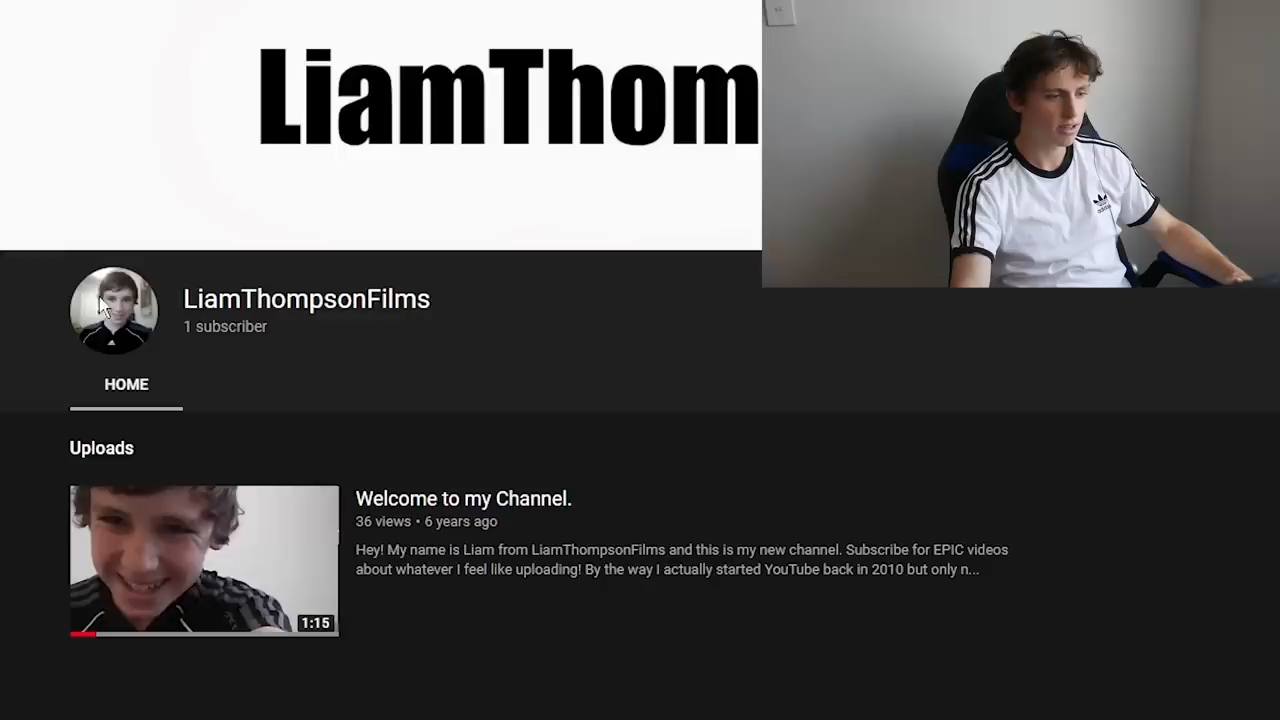 LiamThom
LiamThompsonFilms
1 subscriber
HOME
Uploads
Welcome to my Channel.
36 views • 6 years ago
Hey! My name is Liam from LiamThompsonFilms and this is my new channel. Subscribe for EPIC videos
about whatever I feel like uploading! By the way I actually started YouTube back in 2010 but only n...
1:15
adidas